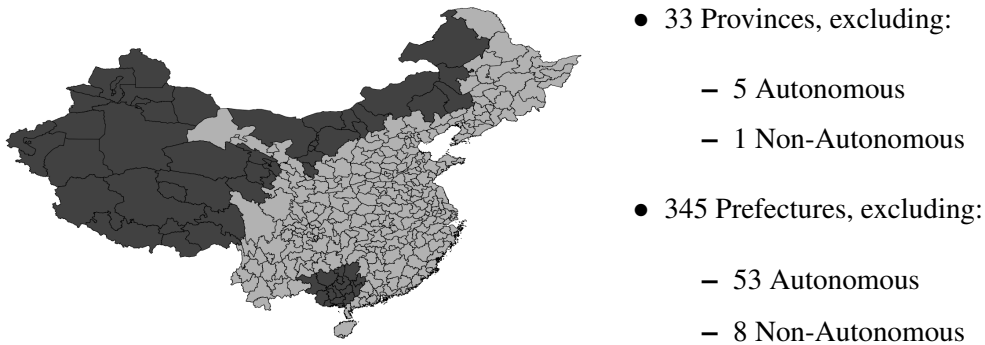 ● 33 Provinces, excluding:
– 5 Autonomous
– 1 Non-Autonomous
● 345 Prefectures, excluding:
– 53 Autonomous
– 8 Non-Autonomous